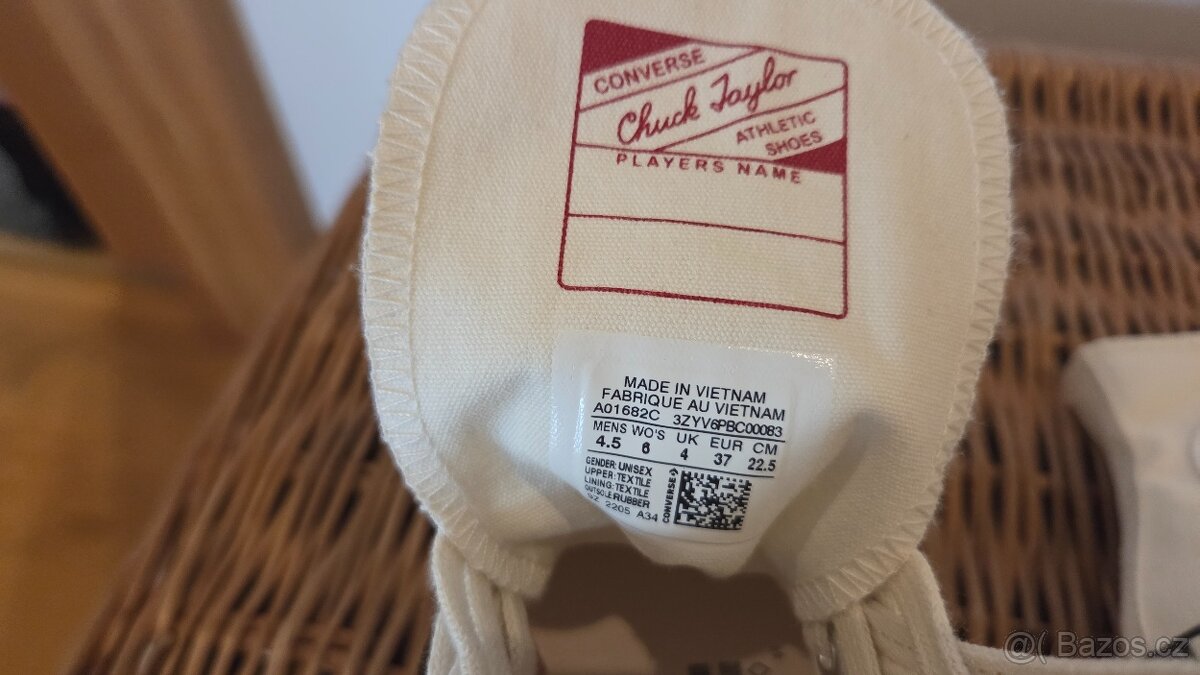 CONVERSE
Chuck Taylor
ATHLETIC
SHOES
PLAYERS NAME
MADE IN VIETNAM
FABRIQUE AU VIETNAM
A01682C 3ZYV6PBC00083
MENS WO'S UK EUR CM
4.5 6 4 37 22.5
GENDER: UNISEX
UPPER: TEXTILE
LINING: TEXTILE
OUTSOLE: RUBBER
2205 A34
CONVERSE
Bazos.cz